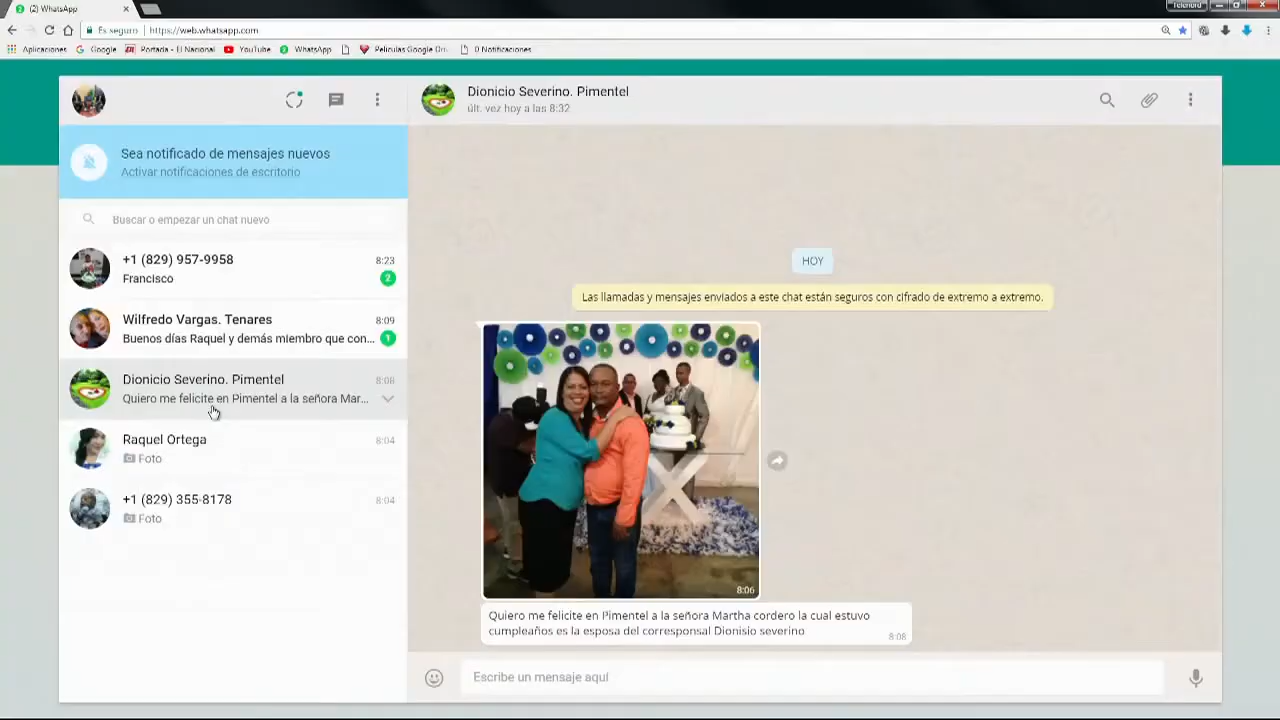 (2) WhatsApp
Telenord
Es seguro | https://web.whatsapp.com
Aplicaciones Google Portada - El Nacional YouTube WhatsApp Peliculas Google Dri 0 Notificaciones
Dionicio Severino. Pimentel
últ. vez hoy a las 8:32
Sea notificado de mensajes nuevos
Activar notificaciones de escritorio
Buscar o empezar un chat nuevo
+1 (829) 957-9958 8:23
Francisco 2
Wilfredo Vargas. Tenares 8:09
Buenos días Raquel y demás miembro que con... 1
Dionicio Severino. Pimentel 8:08
Quiero me felicite en Pimentel a la señora Mar...
Raquel Ortega 8:04
Foto
+1 (829) 355-8178 8:04
Foto
HOY
Las llamadas y mensajes enviados a este chat están seguros con cifrado de extremo a extremo.
8:06
Quiero me felicite en Pimentel a la señora Martha cordero la cual estuvo
cumpleaños es la esposa del corresponsal Dionisio severino
8:08
Escribe un mensaje aquí